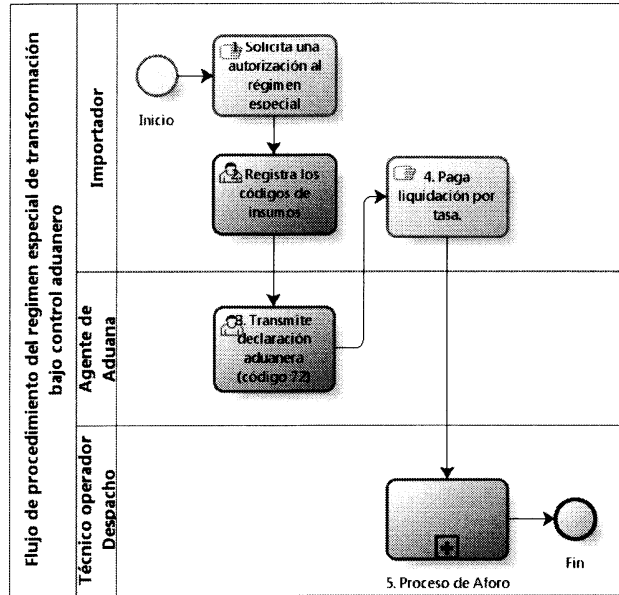 Flujo de procedimiento del regimen especial de transformación
bajo control aduanero
Importador
Agente de
Aduana
Técnico operador
Despacho
Inicio
1. Solicita una
autorización al
régimen
especial
2. Registra los
códigos de
insumos
3. Transmite
declaración
aduanera
(código 72)
4. Paga
liquidación por
tasa.
5. Proceso de Aforo
Fin